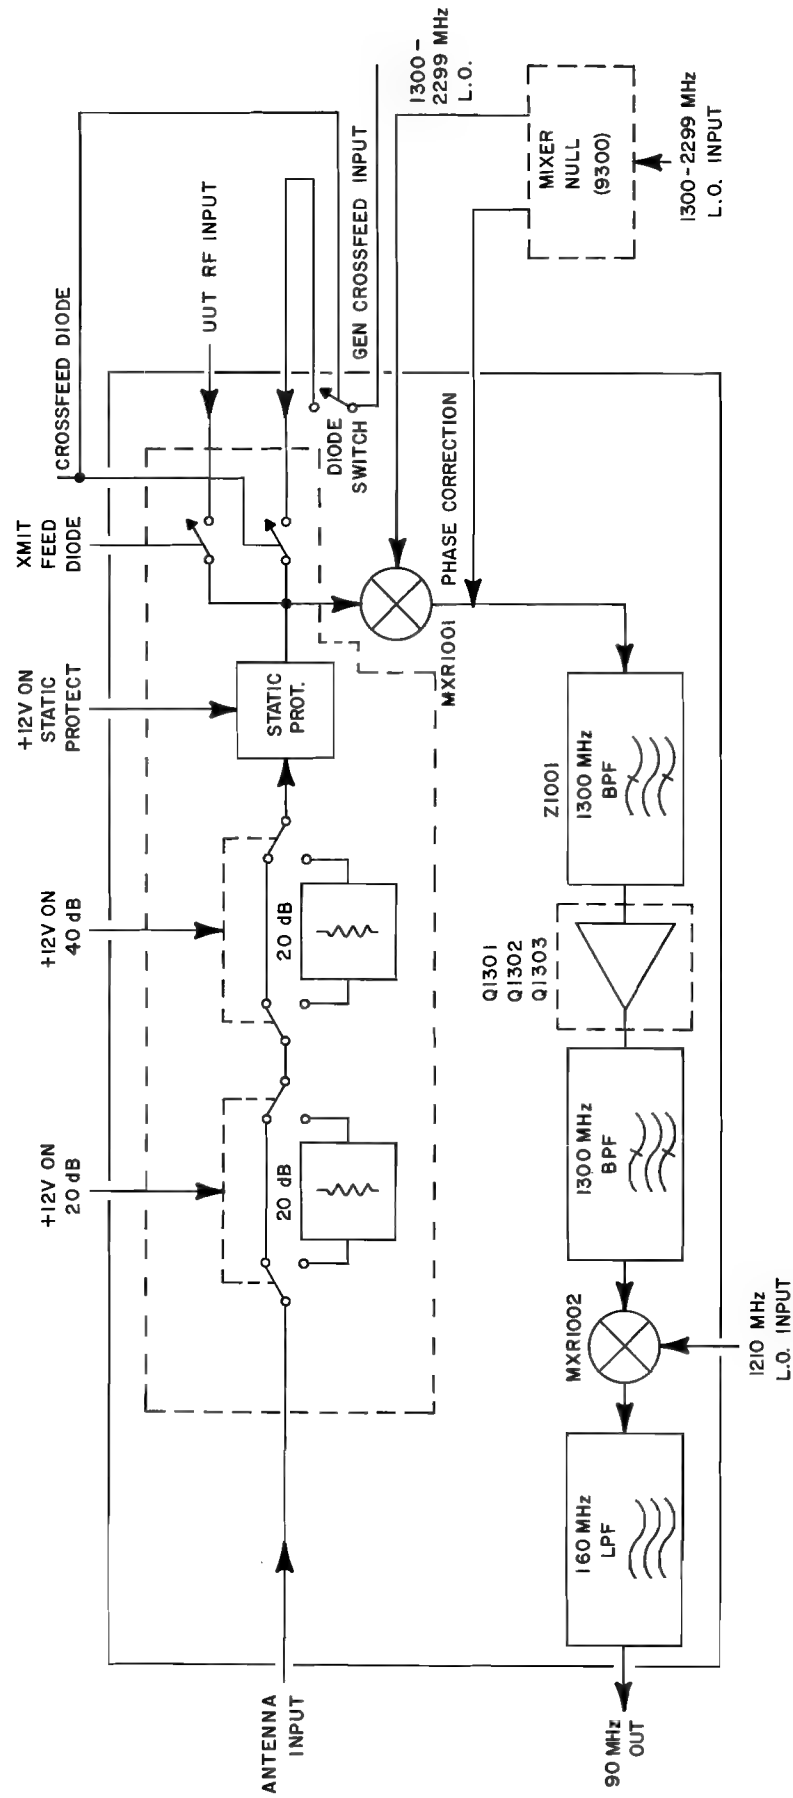 ANTENNA
INPUT
+12V ON
20 dB
+12V ON
40 dB
+12V ON
STATIC
PROTECT
XMIT
FEED
DIODE
CROSSFEED DIODE
UUT RF INPUT
20 dB
20 dB
STATIC
PROT.
DIODE
SWITCH
GEN CROSSFEED INPUT
1300-
2299 MHz
L.O.
MXR1001
PHASE CORRECTION
MIXER
NULL
(9300)
1300-2299 MHz
L.O. INPUT
90 MHz
OUT
160 MHz
LPF
MXR1002
1210 MHz
L.O. INPUT
1300 MHz
BPF
Q1301
Q1302
Q1303
Z1001
1300 MHz
BPF